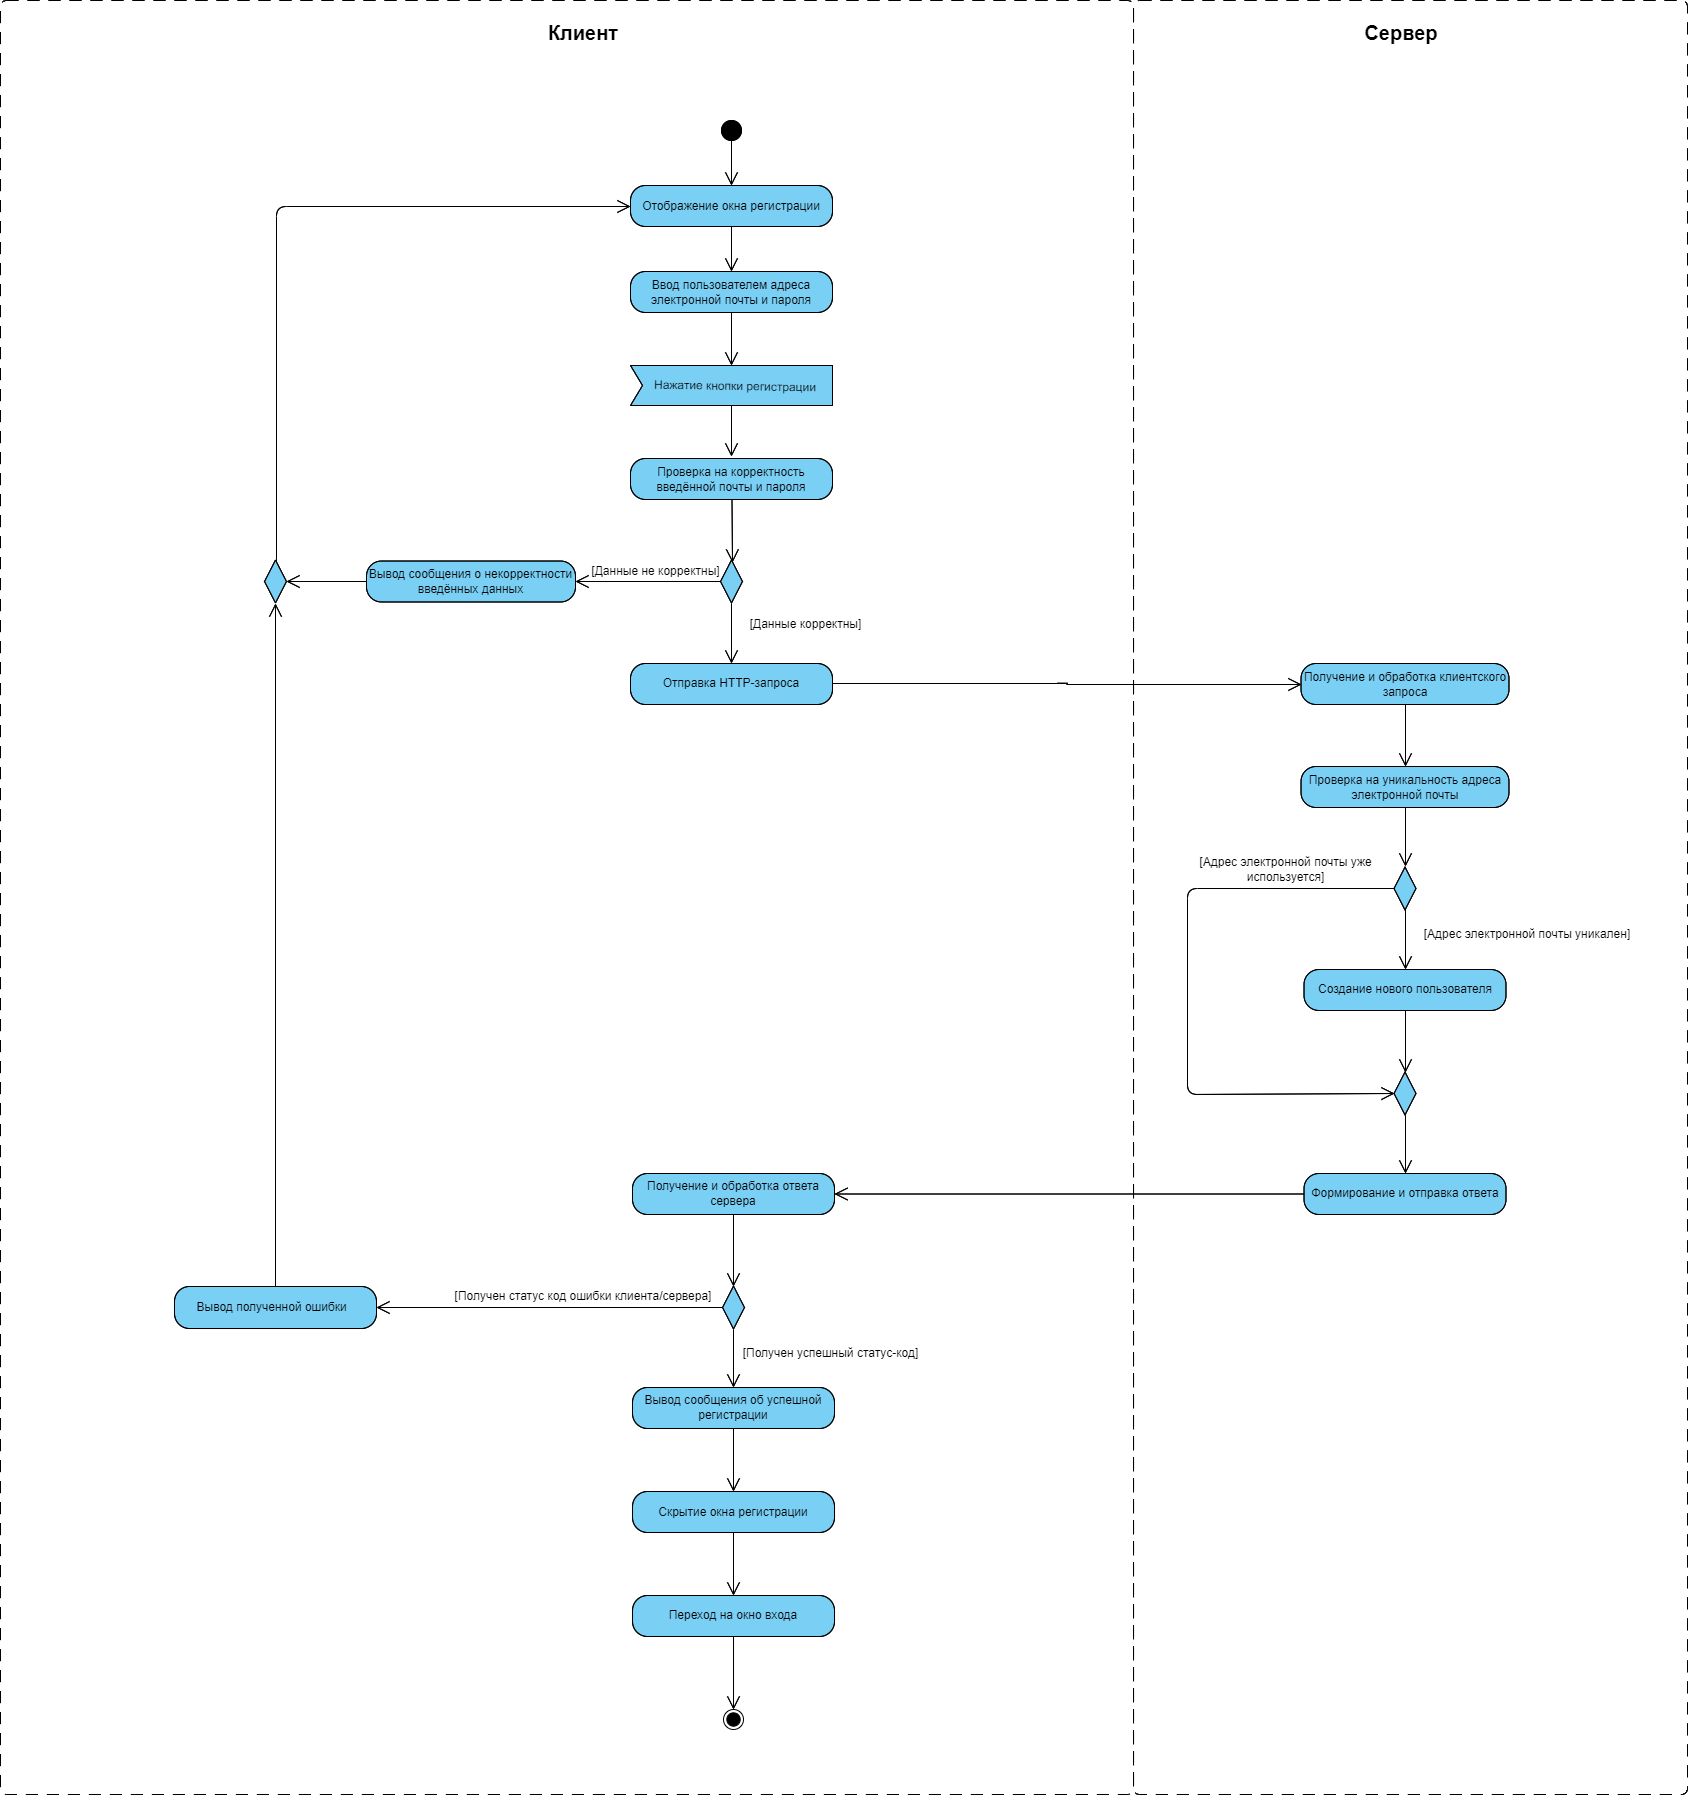 Клиент
Сервер
Отображение окна регистрации
Ввод пользователем адреса
электронной почты и пароля
Нажатие кнопки регистрации
Проверка на корректность
введённой почты и пароля
[Данные не корректны]
Вывод сообщения о некорректности
введённых данных
[Данные корректны]
Отправка HTTP-запроса
Получение и обработка клиентского
запроса
Проверка на уникальность адреса
электронной почты
[Адрес электронной почты уже
используется]
[Адрес электронной почты уникален]
Создание нового пользователя
Формирование и отправка ответа
Получение и обработка ответа
сервера
[Получен статус код ошибки клиента/сервера]
Вывод полученной ошибки
[Получен успешный статус-код]
Вывод сообщения об успешной
регистрации
Скрытие окна регистрации
Переход на окно входа